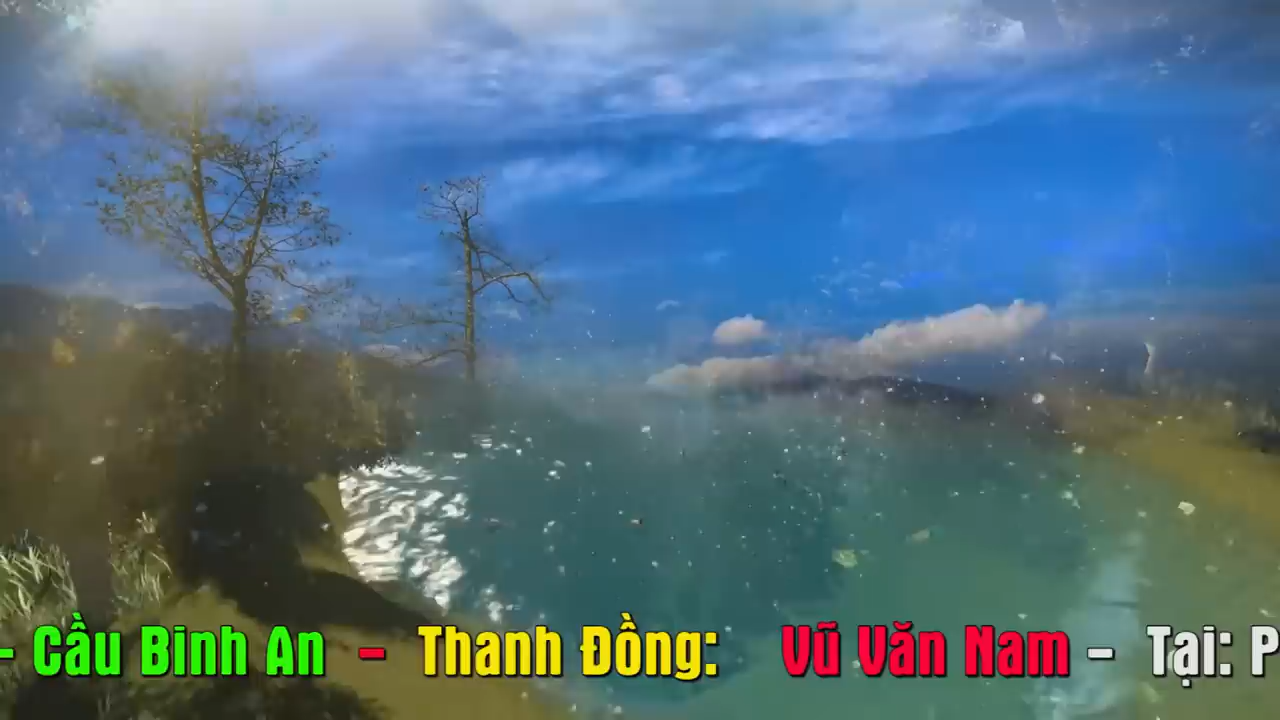 - Cầu Bình An - Thanh Đồng: Vũ Văn Nam - Tại: P